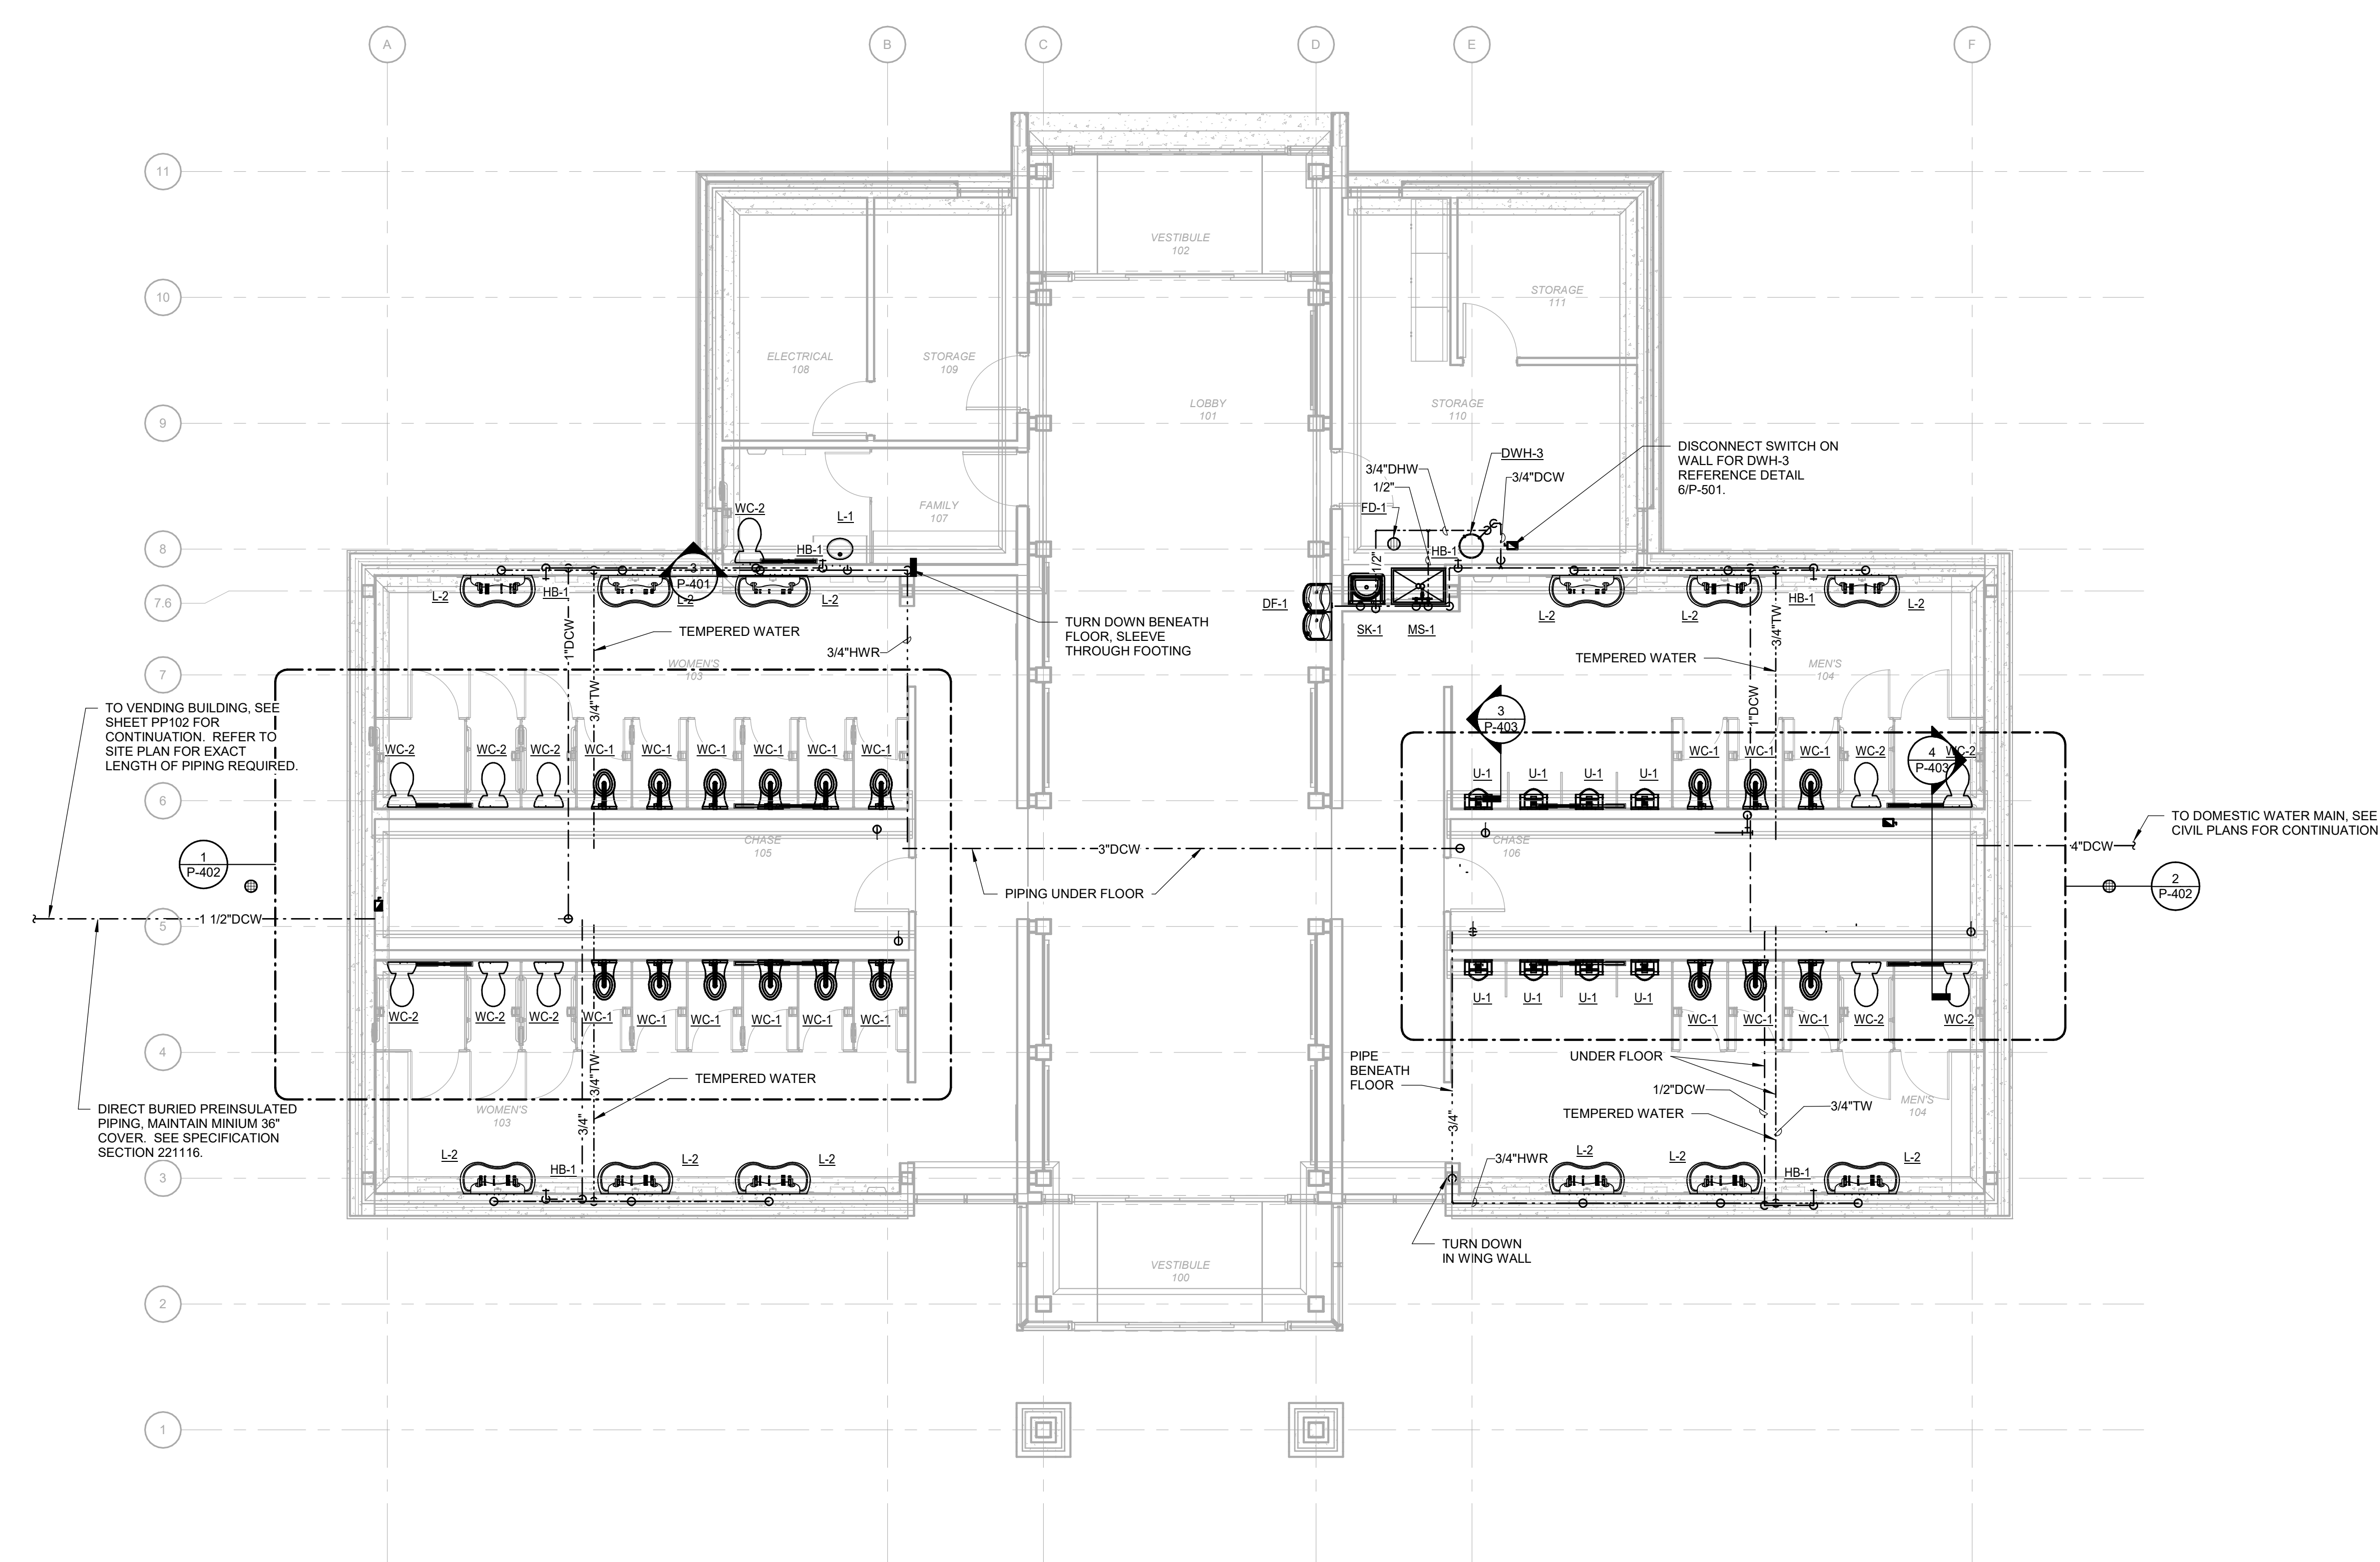 A
B
C
D
E
F
11
VESTIBULE
102
10
STORAGE
111
ELECTRICAL
108
STORAGE
109
LOBBY
101
STORAGE
110
9
DISCONNECT SWITCH ON
WALL FOR DWH-3
REFERENCE DETAIL
6/P-501.
DWH-3
3/4"DHW
3/4"DCW
1/2"
FD-1
WC-2
L-1
FAMILY
107
8
HB-1
HB-1
1/2"
3
P-401
7.6
L-2
HB-1
L-2
L-2
DF-1
SK-1
MS-1
L-2
L-2
HB-1
L-2
TURN DOWN BENEATH
FLOOR, SLEEVE
THROUGH FOOTING
TEMPERED WATER
1"DCW
3/4"HWR
3/4"TW
WOMEN'S
103
TEMPERED WATER
3/4"TW
MEN'S
104
7
3/4"TW
1"DCW
TO VENDING BUILDING, SEE
SHEET PP102 FOR
CONTINUATION. REFER TO
SITE PLAN FOR EXACT
LENGTH OF PIPING REQUIRED.
3
P-403
4
P-403
WC-2
WC-2
WC-2
WC-1
WC-1
WC-1
WC-1
WC-1
WC-1
WC-1
WC-1
WC-1
WC-2
WC-2
U-1
U-1
U-1
U-1
6
TO DOMESTIC WATER MAIN, SEE
CIVIL PLANS FOR CONTINUATION
CHASE
105
3"DCW
CHASE
106
4"DCW
1
P-402
2
P-402
PIPING UNDER FLOOR
1 1/2"DCW
5
WC-2
WC-2
WC-2
WC-1
WC-1
WC-1
WC-1
WC-1
WC-1
U-1
U-1
U-1
U-1
WC-1
WC-1
WC-1
WC-2
WC-2
4
PIPE
BENEATH
FLOOR
UNDER FLOOR
3/4"TW
TEMPERED WATER
1/2"DCW
3/4"TW
TEMPERED WATER
MEN'S
104
DIRECT BURIED PREINSULATED
PIPING, MAINTAIN MINIUM 36"
COVER. SEE SPECIFICATION
SECTION 221116.
WOMEN'S
103
3/4"
3/4"
3
L-2
HB-1
L-2
L-2
3/4"HWR
L-2
L-2
HB-1
L-2
TURN DOWN
IN WING WALL
VESTIBULE
100
2
1